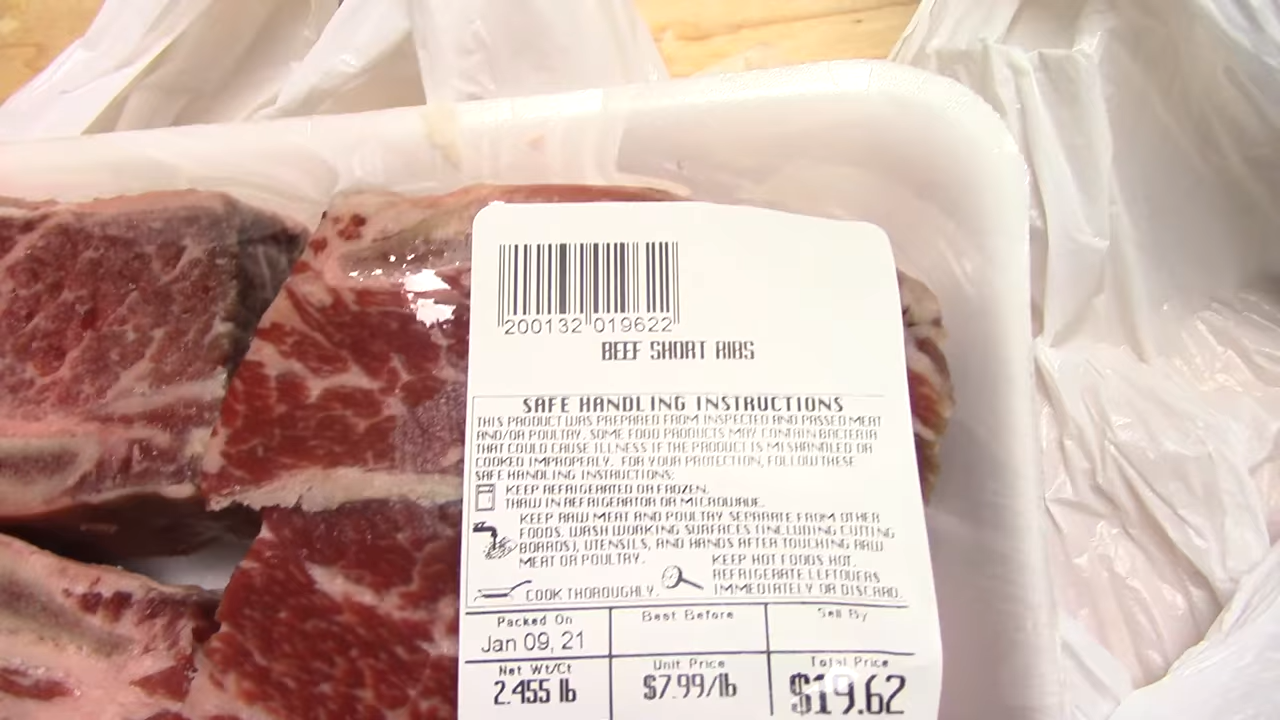 200132 019622
BEEF SHORT RIBS
SAFE HANDLING INSTRUCTIONS
THIS PRODUCT WAS PREPARED FROM INSPECTED AND PASSED MEAT
AND/OR POULTRY. SOME FOOD PRODUCTS MAY CONTAIN BACTERIA
THAT COULD CAUSE ILLNESS IF THE PRODUCT IS MISHANDLED OR
COOKED IMPROPERLY. FOR YOUR PROTECTION, FOLLOW THESE
SAFE HANDLING INSTRUCTIONS:
KEEP REFRIGERATED OR FROZEN.
THAW IN REFRIGERATOR OR MICROWAVE.
KEEP RAW MEAT AND POULTRY SEPARATE FROM OTHER
FOODS. WASH WORKING SURFACES (INCLUDING CUTTING
BOARDS), UTENSILS, AND HANDS AFTER TOUCHING RAW
MEAT OR POULTRY.
COOK THOROUGHLY.
KEEP HOT FOODS HOT.
REFRIGERATE LEFTOVERS
IMMEDIATELY OR DISCARD.
Packed On Best Before Sell By
Jan 09, 21
Net Wt/Ct Unit Price Total Price
2.455 lb $7.99/lb $19.62